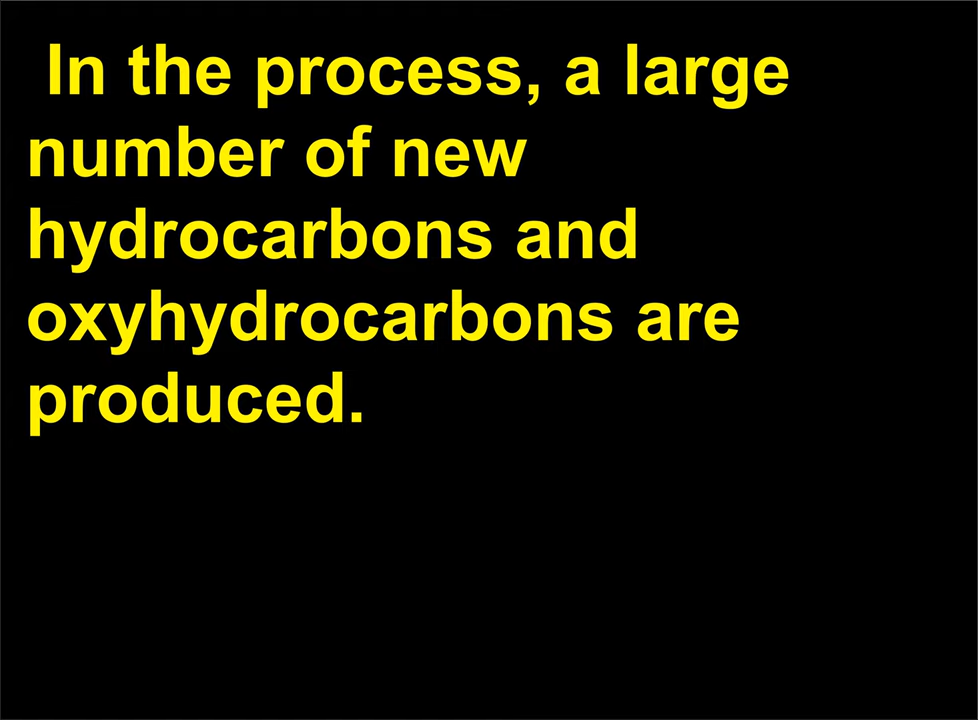 In the process, a large
number of new
hydrocarbons and
oxyhydrocarbons are
produced.